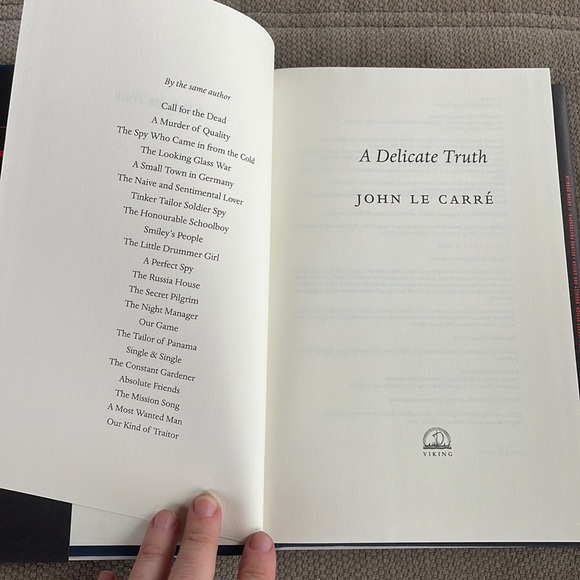 By the same author
Call for the Dead
A Murder of Quality
The Spy Who Came in from the Cold
The Looking Glass War
A Small Town in Germany
The Naive and Sentimental Lover
Tinker Tailor Soldier Spy
The Honourable Schoolboy
Smiley's People
The Little Drummer Girl
A Perfect Spy
The Russia House
The Secret Pilgrim
The Night Manager
Our Game
The Tailor of Panama
Single & Single
The Constant Gardener
Absolute Friends
The Mission Song
A Most Wanted Man
Our Kind of Traitor
A Delicate Truth
JOHN LE CARRÉ
VIKING